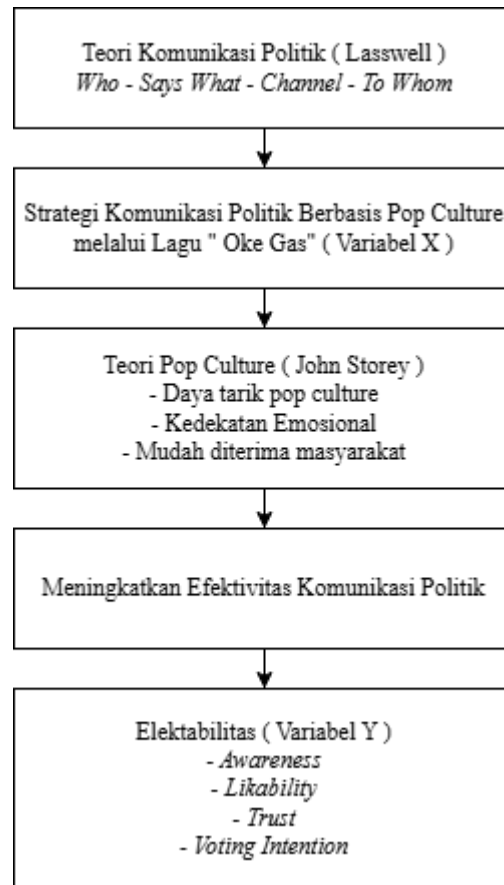 Teori Komunikasi Politik ( Lasswell )
Who - Says What - Channel - To Whom
Strategi Komunikasi Politik Berbasis Pop Culture
melalui Lagu " Oke Gas" ( Variabel X )
Teori Pop Culture ( John Storey )
- Daya tarik pop culture
- Kedekatan Emosional
- Mudah diterima masyarakat
Meningkatkan Efektivitas Komunikasi Politik
Elektabilitas ( Variabel Y )
- Awareness
- Likability
- Trust
- Voting Intention